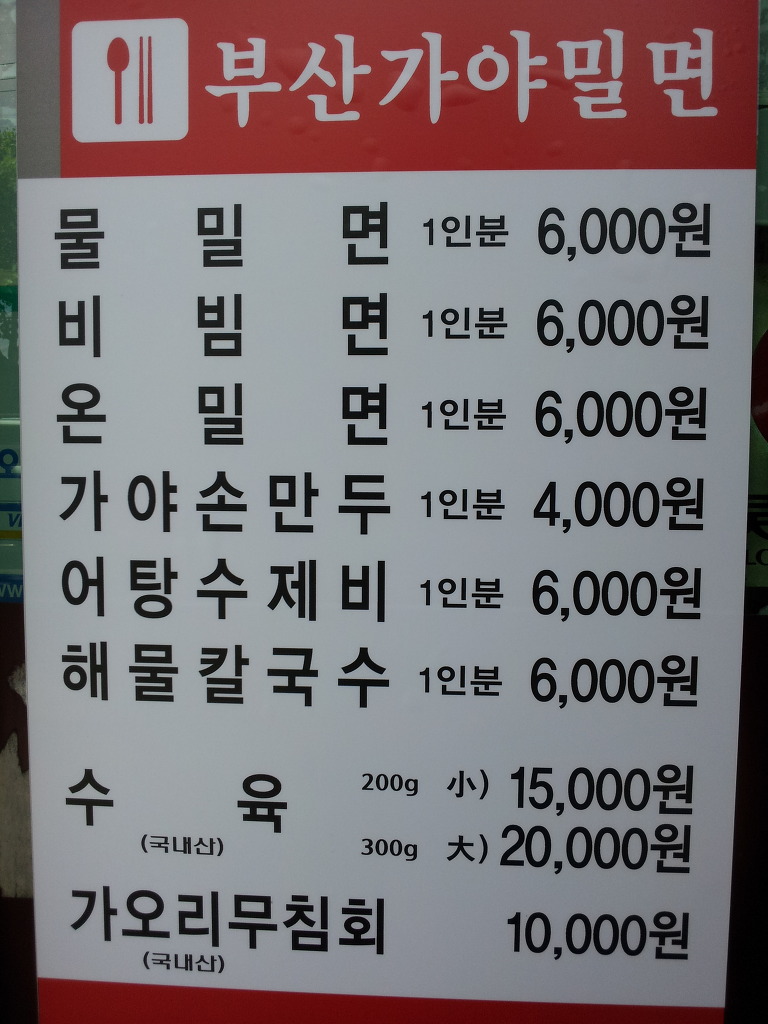 부산가야밀면
물 밀 면 1인분 6,000원
비 빔 면 1인분 6,000원
온 밀 면 1인분 6,000원
가야손만두 1인분 4,000원
어탕수제비 1인분 6,000원
해물칼국수 1인분 6,000원
수 육 200g 小) 15,000원
(국내산) 300g 大) 20,000원
가오리무침회 10,000원
(국내산)